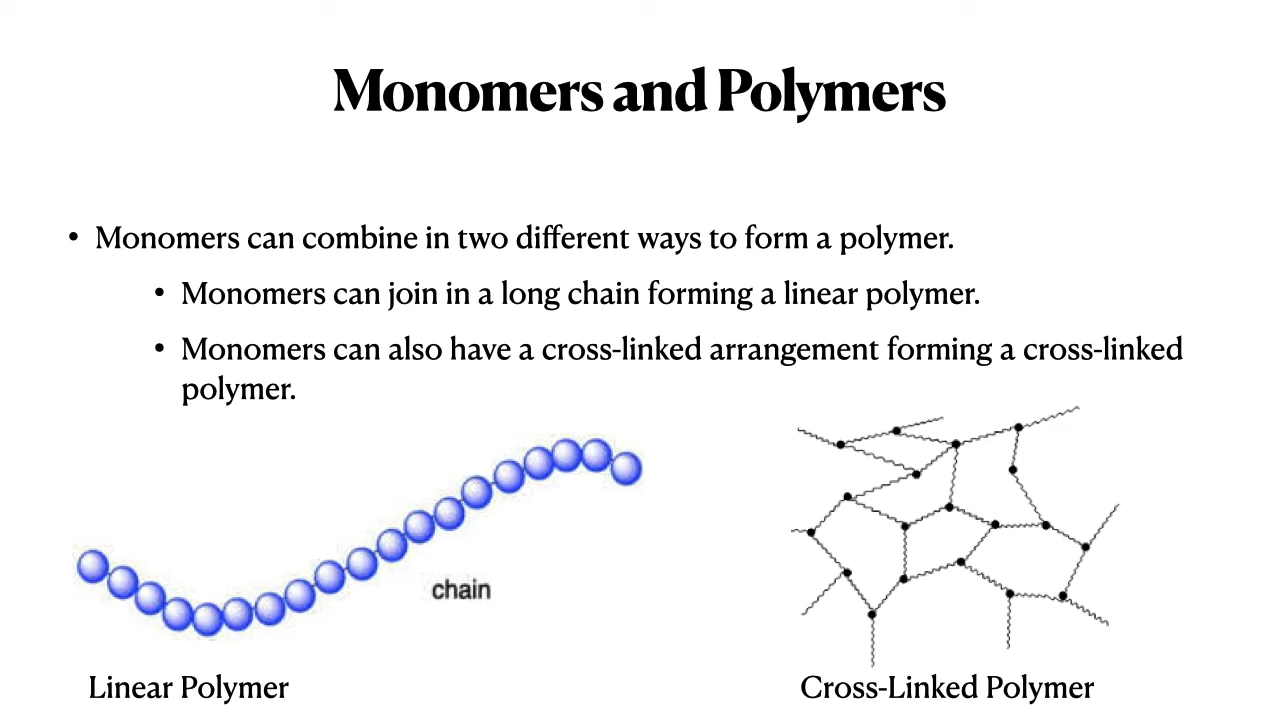 Monomers and Polymers
• Monomers can combine in two different ways to form a polymer.
• Monomers can join in a long chain forming a linear polymer.
• Monomers can also have a cross-linked arrangement forming a cross-linked
polymer.
chain
Linear Polymer
Cross-Linked Polymer